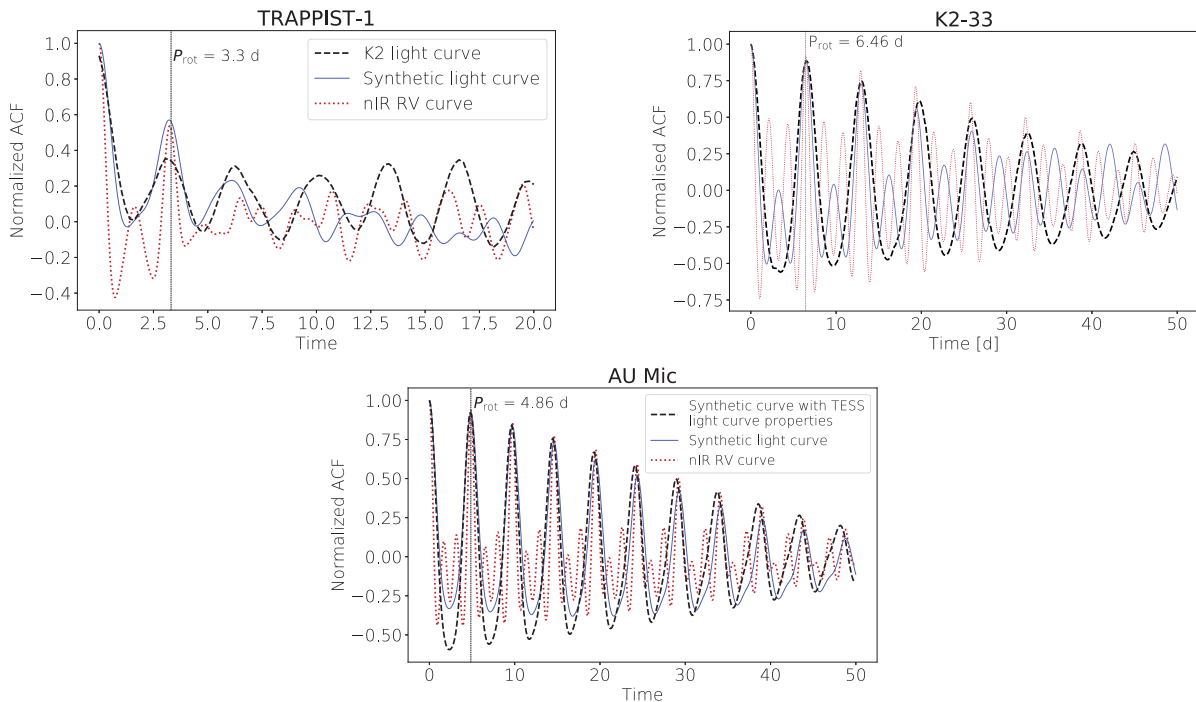 TRAPPIST-1
Normalized ACF
1.0
0.8
0.6
0.4
0.2
0.0
−0.2
−0.4
P_rot = 3.3 d
K2 light curve
Synthetic light curve
nIR RV curve
0.0 2.5 5.0 7.5 10.0 12.5 15.0 17.5 20.0
Time
K2-33
Normalised ACF
1.00
0.75
0.50
0.25
0.00
−0.25
−0.50
−0.75
P_rot = 6.46 d
0 10 20 30 40 50
Time [d]
AU Mic
Normalized ACF
1.00
0.75
0.50
0.25
0.00
−0.25
−0.50
P_rot = 4.86 d
Synthetic curve with TESS
light curve properties
Synthetic light curve
nIR RV curve
0 10 20 30 40 50
Time